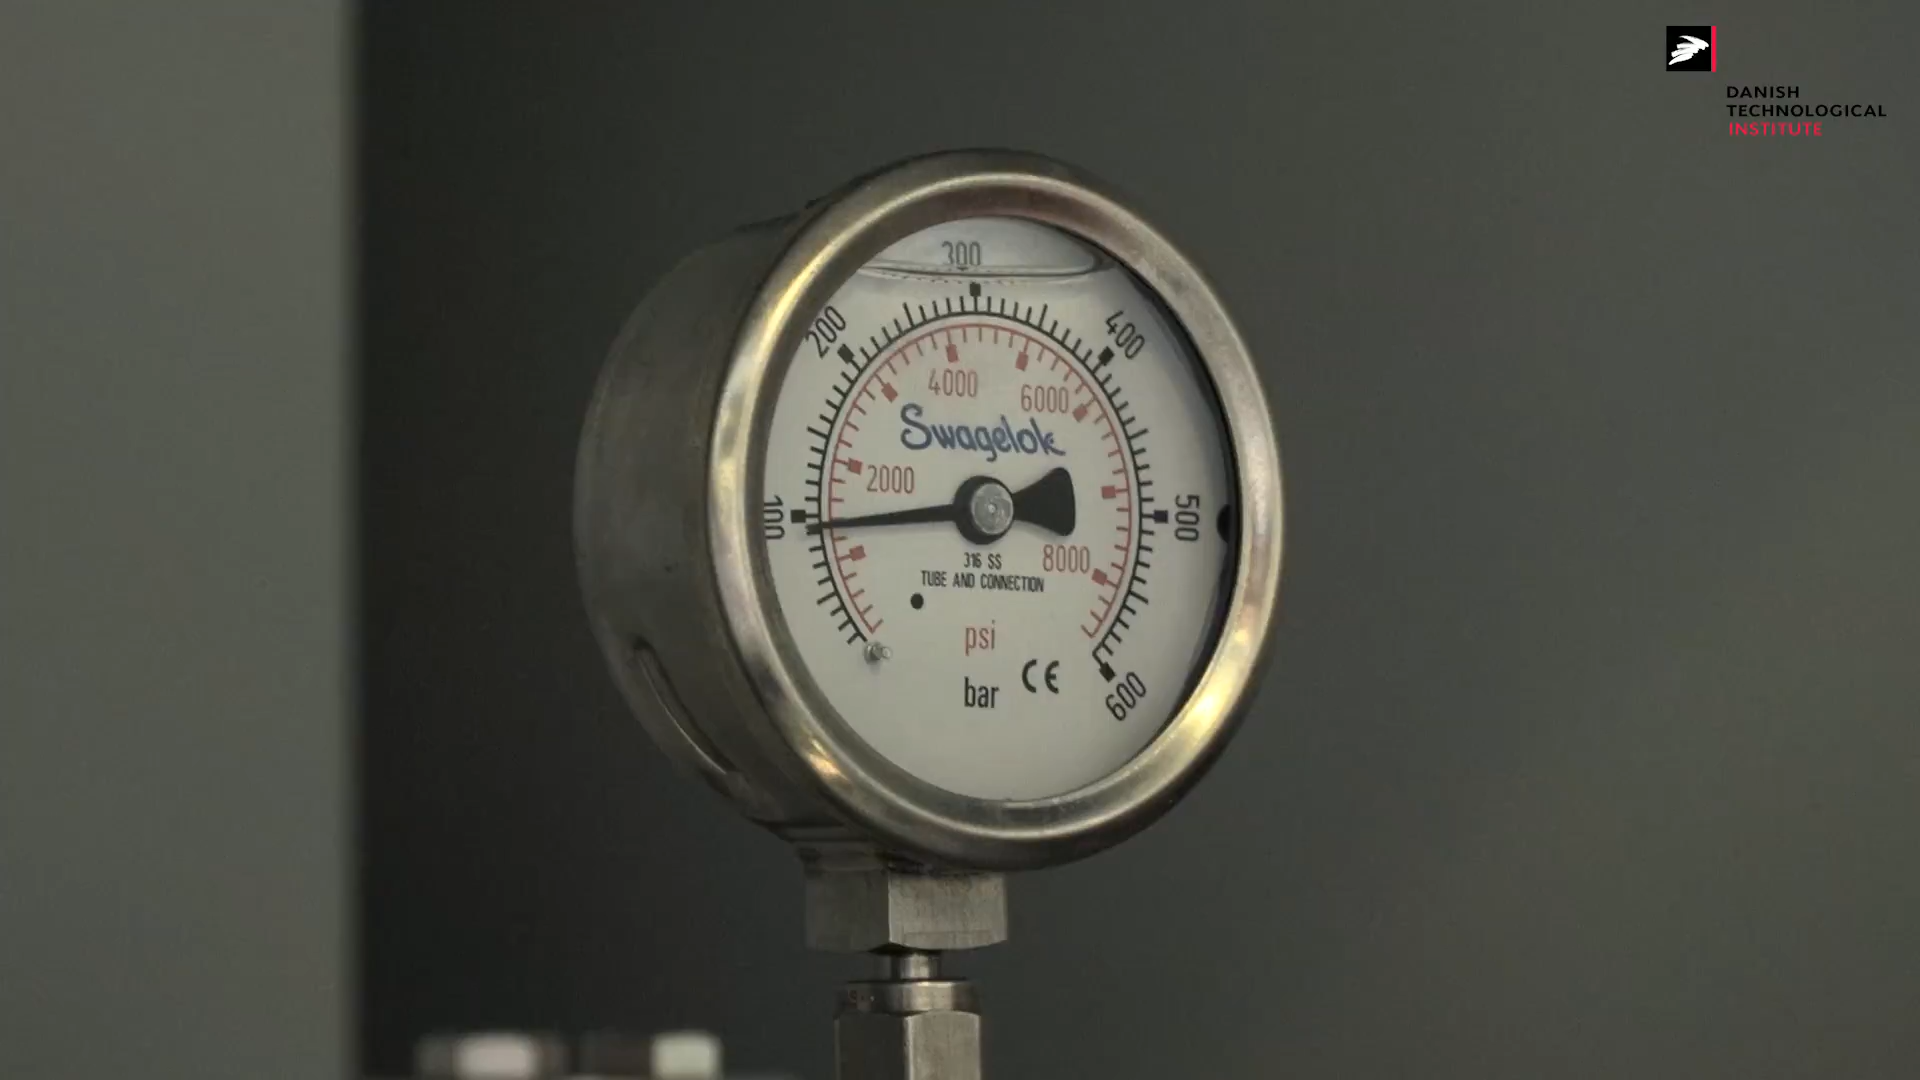 DANISH
TECHNOLOGICAL
INSTITUTE
300
200
400
4000
6000
Swagelok
2000
100
500
316 SS
8000
TUBE AND CONNECTION
psi
CE
bar
600